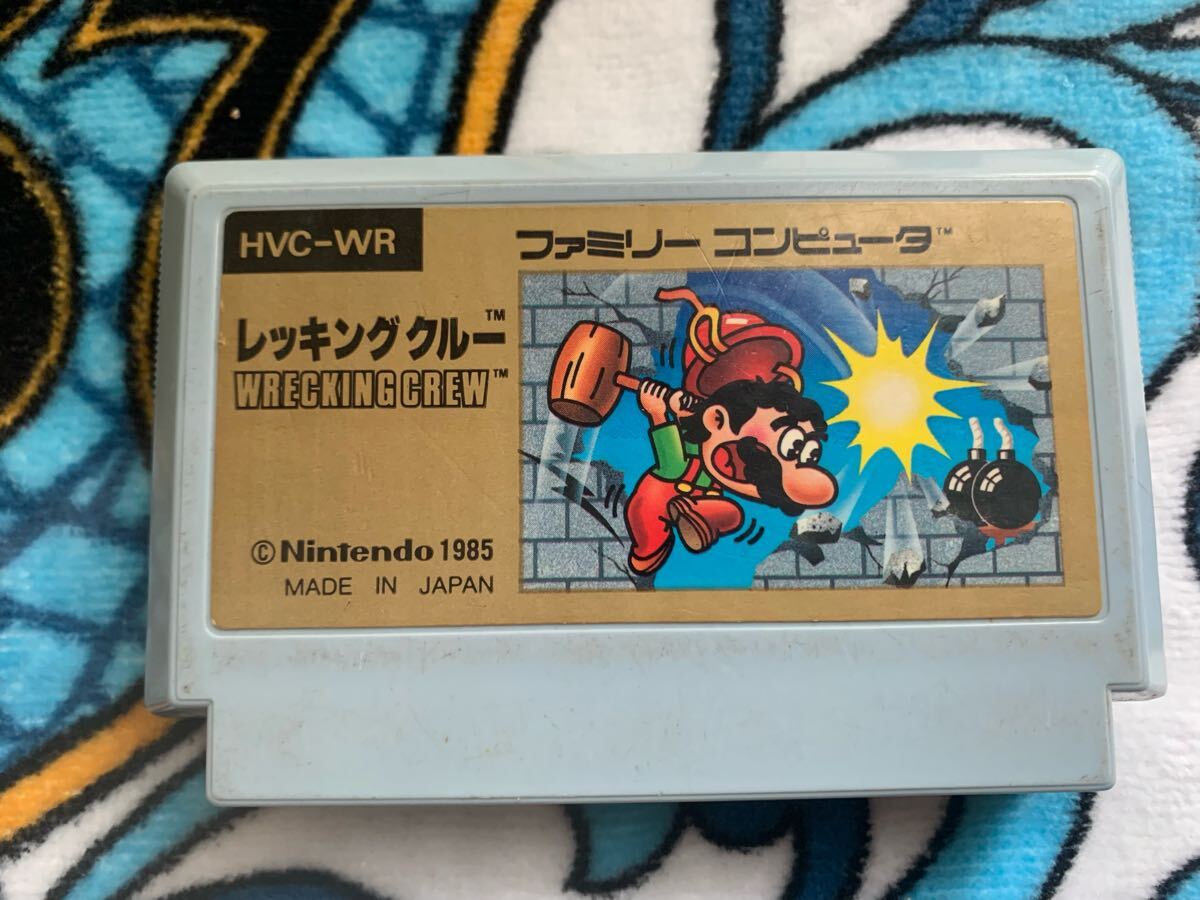 HVC-WR
ファミリー コンピュータ™
レッキング クルー™
WRECKING CREW™
©Nintendo 1985
MADE IN JAPAN